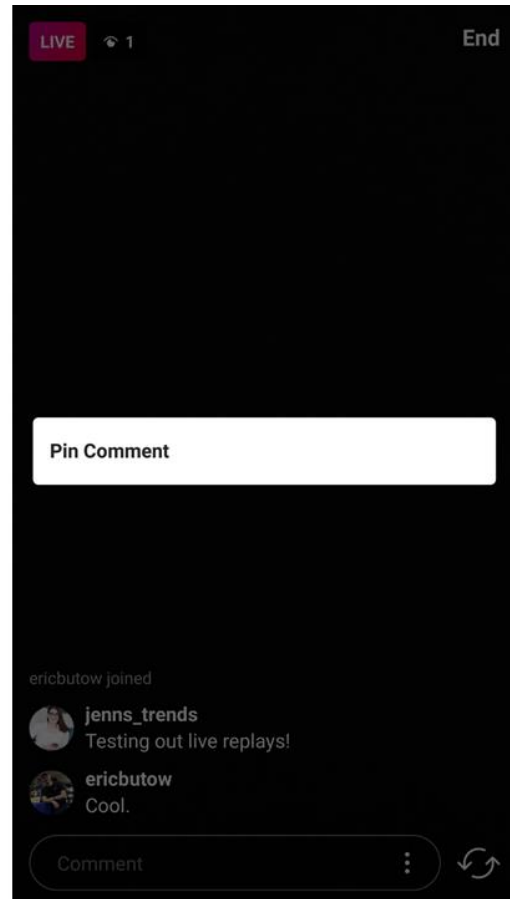 LIVE 1 End
Pin Comment
ericbutow joined
jenns_trends
Testing out live replays!
ericbutow
Cool.
Comment